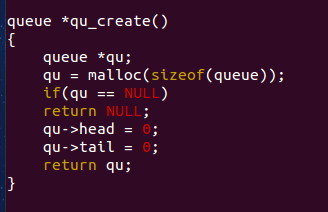 queue *qu_create()
{
    queue *qu;
    qu = malloc(sizeof(queue));
    if(qu == NULL)
    return NULL;
    qu->head = 0;
    qu->tail = 0;
    return qu;
}